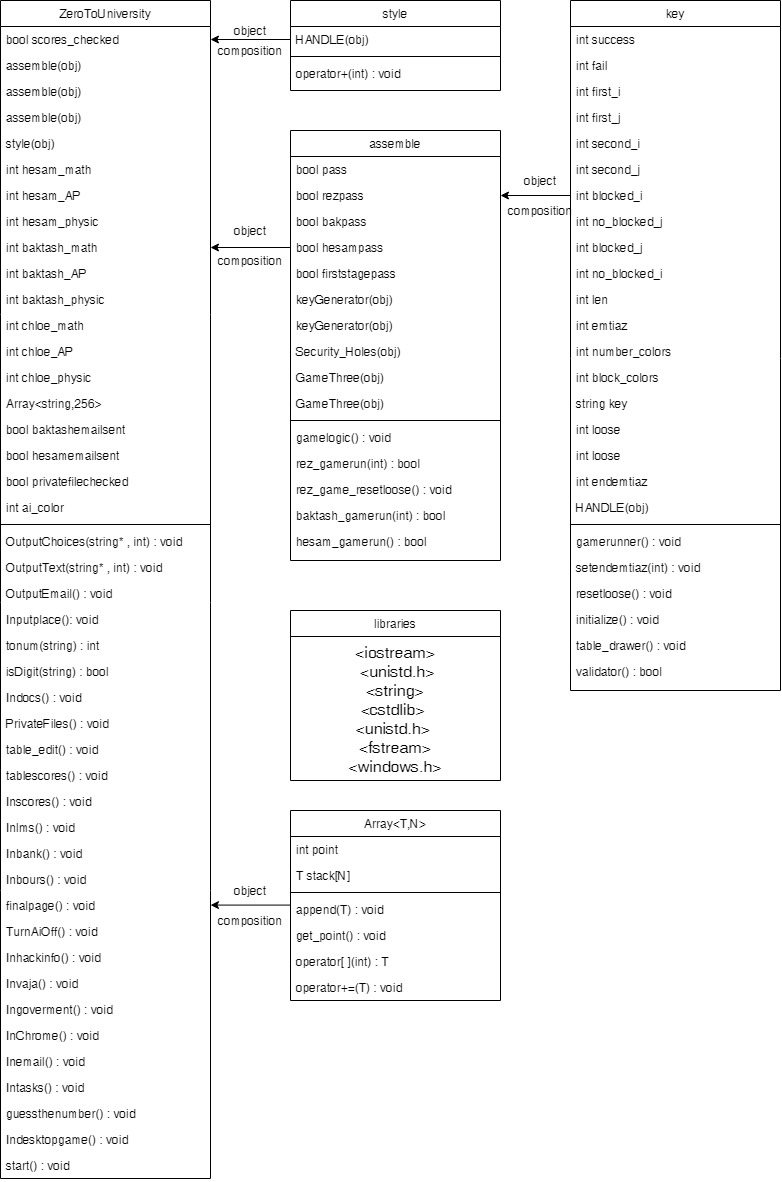 ZeroToUniversity
bool scores_checked
assemble(obj)
assemble(obj)
assemble(obj)
style(obj)
int hesam_math
int hesam_AP
int hesam_physic
int baktash_math
int baktash_AP
int baktash_physic
int chloe_math
int chloe_AP
int chloe_physic
Array<string,256>
bool baktashemailsent
bool hesamemailsent
bool privatefilechecked
int ai_color
OutputChoices(string* , int) : void
OutputText(string* , int) : void
OutputEmail() : void
Inputplace(): void
tonum(string) : int
isDigit(string) : bool
Indocs() : void
PrivateFiles() : void
table_edit() : void
tablescores() : void
Inscores() : void
Inlms() : void
Inbank() : void
Inbours() : void
finalpage() : void
TurnAiOff() : void
Inhackinfo() : void
Invaja() : void
Ingoverment() : void
InChrome() : void
Inemail() : void
Intasks() : void
guessthenumber() : void
Indesktopgame() : void
start() : void
object
composition
style
HANDLE(obj)
operator+(int) : void
object
composition
assemble
bool pass
bool rezpass
bool bakpass
bool hesampass
bool firststagepass
keyGenerator(obj)
keyGenerator(obj)
Security_Holes(obj)
GameThree(obj)
GameThree(obj)
gamelogic() : void
rez_gamerun(int) : bool
rez_game_resetloose() : void
baktash_gamerun(int) : bool
hesam_gamerun() : bool
object
composition
key
int success
int fail
int first_i
int first_j
int second_i
int second_j
int blocked_i
int no_blocked_j
int blocked_j
int no_blocked_i
int len
int emtiaz
int number_colors
int block_colors
string key
int loose
int loose
int endemtiaz
HANDLE(obj)
gamerunner() : void
setendemtiaz(int) : void
resetloose() : void
initialize() : void
table_drawer() : void
validator() : bool
libraries
<iostream>
<unistd.h>
<string>
<cstdlib>
<unistd.h>
<fstream>
<windows.h>
object
composition
Array<T,N>
int point
T stack[N]
append(T) : void
get_point() : void
operator[ ](int) : T
operator+=(T) : void